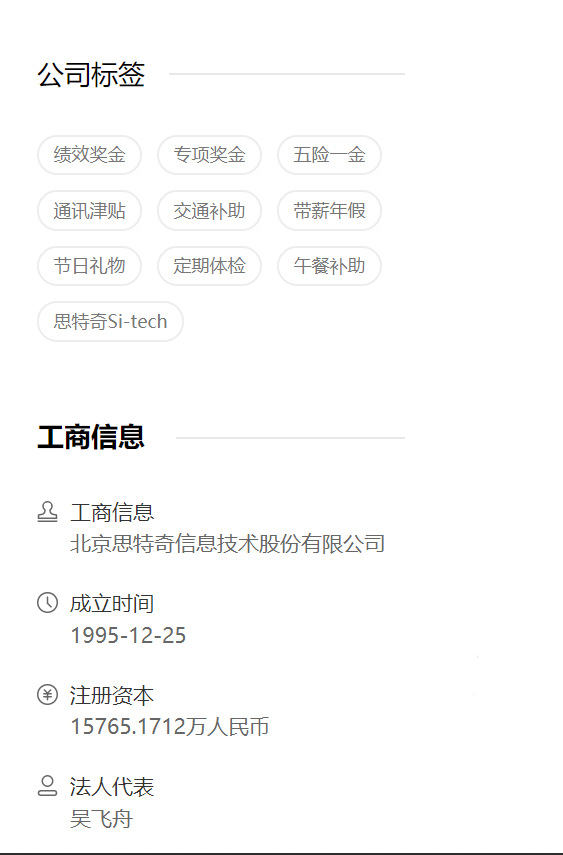 公司标签
绩效奖金 专项奖金 五险一金
通讯津贴 交通补助 带薪年假
节日礼物 定期体检 午餐补助
思特奇Si-tech
工商信息
工商信息
北京思特奇信息技术股份有限公司
成立时间
1995-12-25
注册资本
15765.1712万人民币
法人代表
吴飞舟